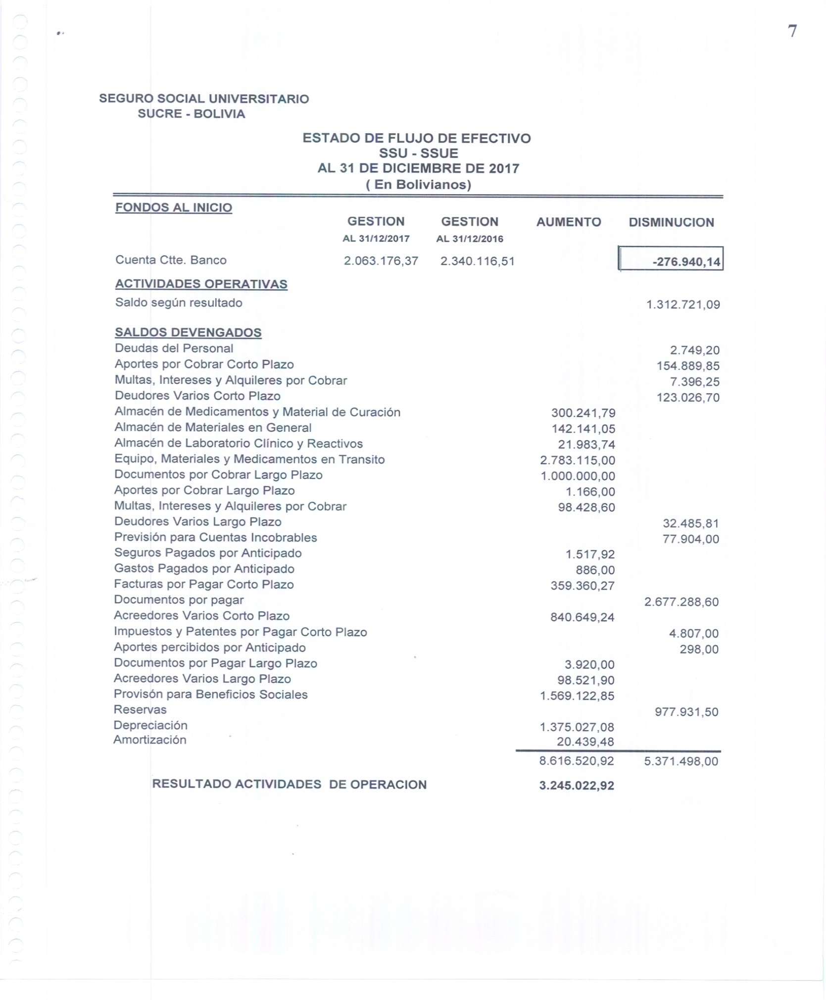 7
SEGURO SOCIAL UNIVERSITARIO
SUCRE - BOLIVIA
ESTADO DE FLUJO DE EFECTIVO
SSU - SSUE
AL 31 DE DICIEMBRE DE 2017
( En Bolivianos)
FONDOS AL INICIO
GESTION GESTION AUMENTO DISMINUCION
AL 31/12/2017 AL 31/12/2016
Cuenta Ctte. Banco 2.063.176,37 2.340.116,51 -276.940,14
ACTIVIDADES OPERATIVAS
Saldo según resultado 1.312.721,09
SALDOS DEVENGADOS
Deudas del Personal 2.749,20
Aportes por Cobrar Corto Plazo 154.889,85
Multas, Intereses y Alquileres por Cobrar 7.396,25
Deudores Varios Corto Plazo 123.026,70
Almacén de Medicamentos y Material de Curación 300.241,79
Almacén de Materiales en General 142.141,05
Almacén de Laboratorio Clínico y Reactivos 21.983,74
Equipo, Materiales y Medicamentos en Transito 2.783.115,00
Documentos por Cobrar Largo Plazo 1.000.000,00
Aportes por Cobrar Largo Plazo 1.166,00
Multas, Intereses y Alquileres por Cobrar 98.428,60
Deudores Varios Largo Plazo 32.485,81
Previsión para Cuentas Incobrables 77.904,00
Seguros Pagados por Anticipado 1.517,92
Gastos Pagados por Anticipado 886,00
Facturas por Pagar Corto Plazo 359.360,27
Documentos por pagar 2.677.288,60
Acreedores Varios Corto Plazo 840.649,24
Impuestos y Patentes por Pagar Corto Plazo 4.807,00
Aportes percibidos por Anticipado 298,00
Documentos por Pagar Largo Plazo 3.920,00
Acreedores Varios Largo Plazo 98.521,90
Provisón para Beneficios Sociales 1.569.122,85
Reservas 977.931,50
Depreciación 1.375.027,08
Amortización 20.439,48
8.616.520,92 5.371.498,00
RESULTADO ACTIVIDADES DE OPERACION 3.245.022,92